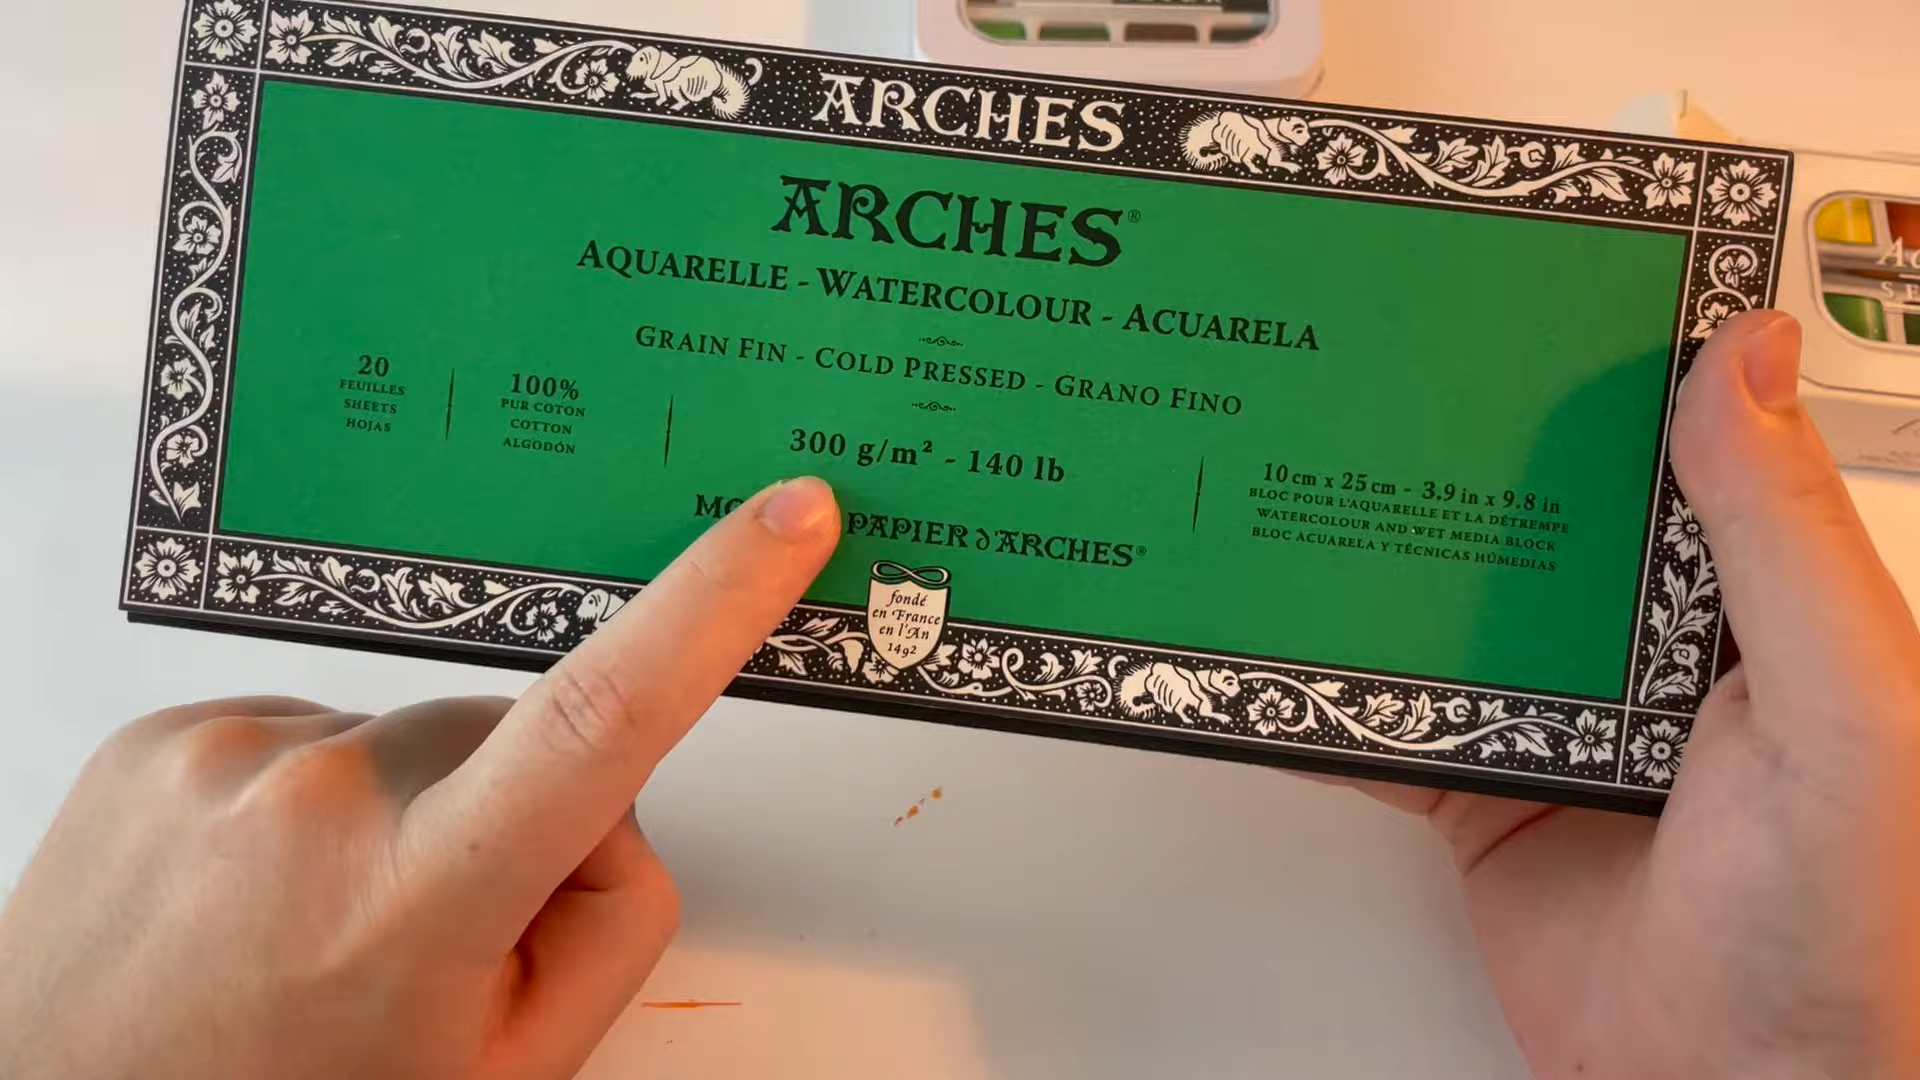 ARCHES
ARCHES®
AQUARELLE - WATERCOLOUR - ACUARELA
GRAIN FIN - COLD PRESSED - GRANO FINO
20
FEUILLES
SHEETS
HOJAS
100%
PUR COTON
COTTON
ALGODÓN
300 g/m² - 140 lb
10 cm x 25 cm - 3.9 in x 9.8 in
BLOC POUR L'AQUARELLE ET LA DÉTREMPE
WATERCOLOUR AND WET MEDIA BLOCK
BLOC ACUARELA Y TÉCNICAS HÚMEDIAS
PAPIER d'ARCHES®
fondé
en France
en l'An
1492